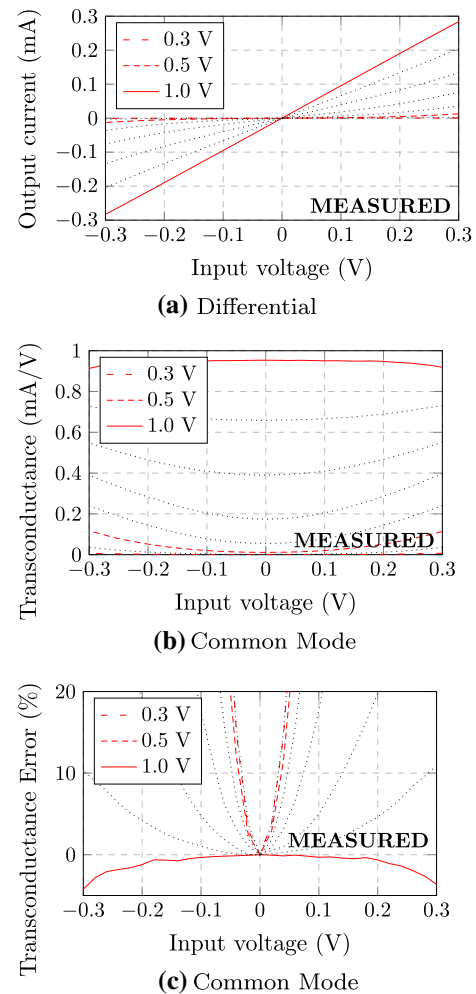 Output current (mA)
0.3
0.2
0.1
0
−0.1
−0.2
−0.3
0.3 V
0.5 V
1.0 V
MEASURED
−0.3 −0.2 −0.1 0 0.1 0.2 0.3
Input voltage (V)
(a) Differential
Transconductance (mA/V)
1
0.8
0.6
0.4
0.2
0
0.3 V
0.5 V
1.0 V
MEASURED
−0.3 −0.2 −0.1 0 0.1 0.2 0.3
Input voltage (V)
(b) Common Mode
Transconductance Error (%)
20
10
0
0.3 V
0.5 V
1.0 V
MEASURED
−0.3 −0.2 −0.1 0 0.1 0.2 0.3
Input voltage (V)
(c) Common Mode